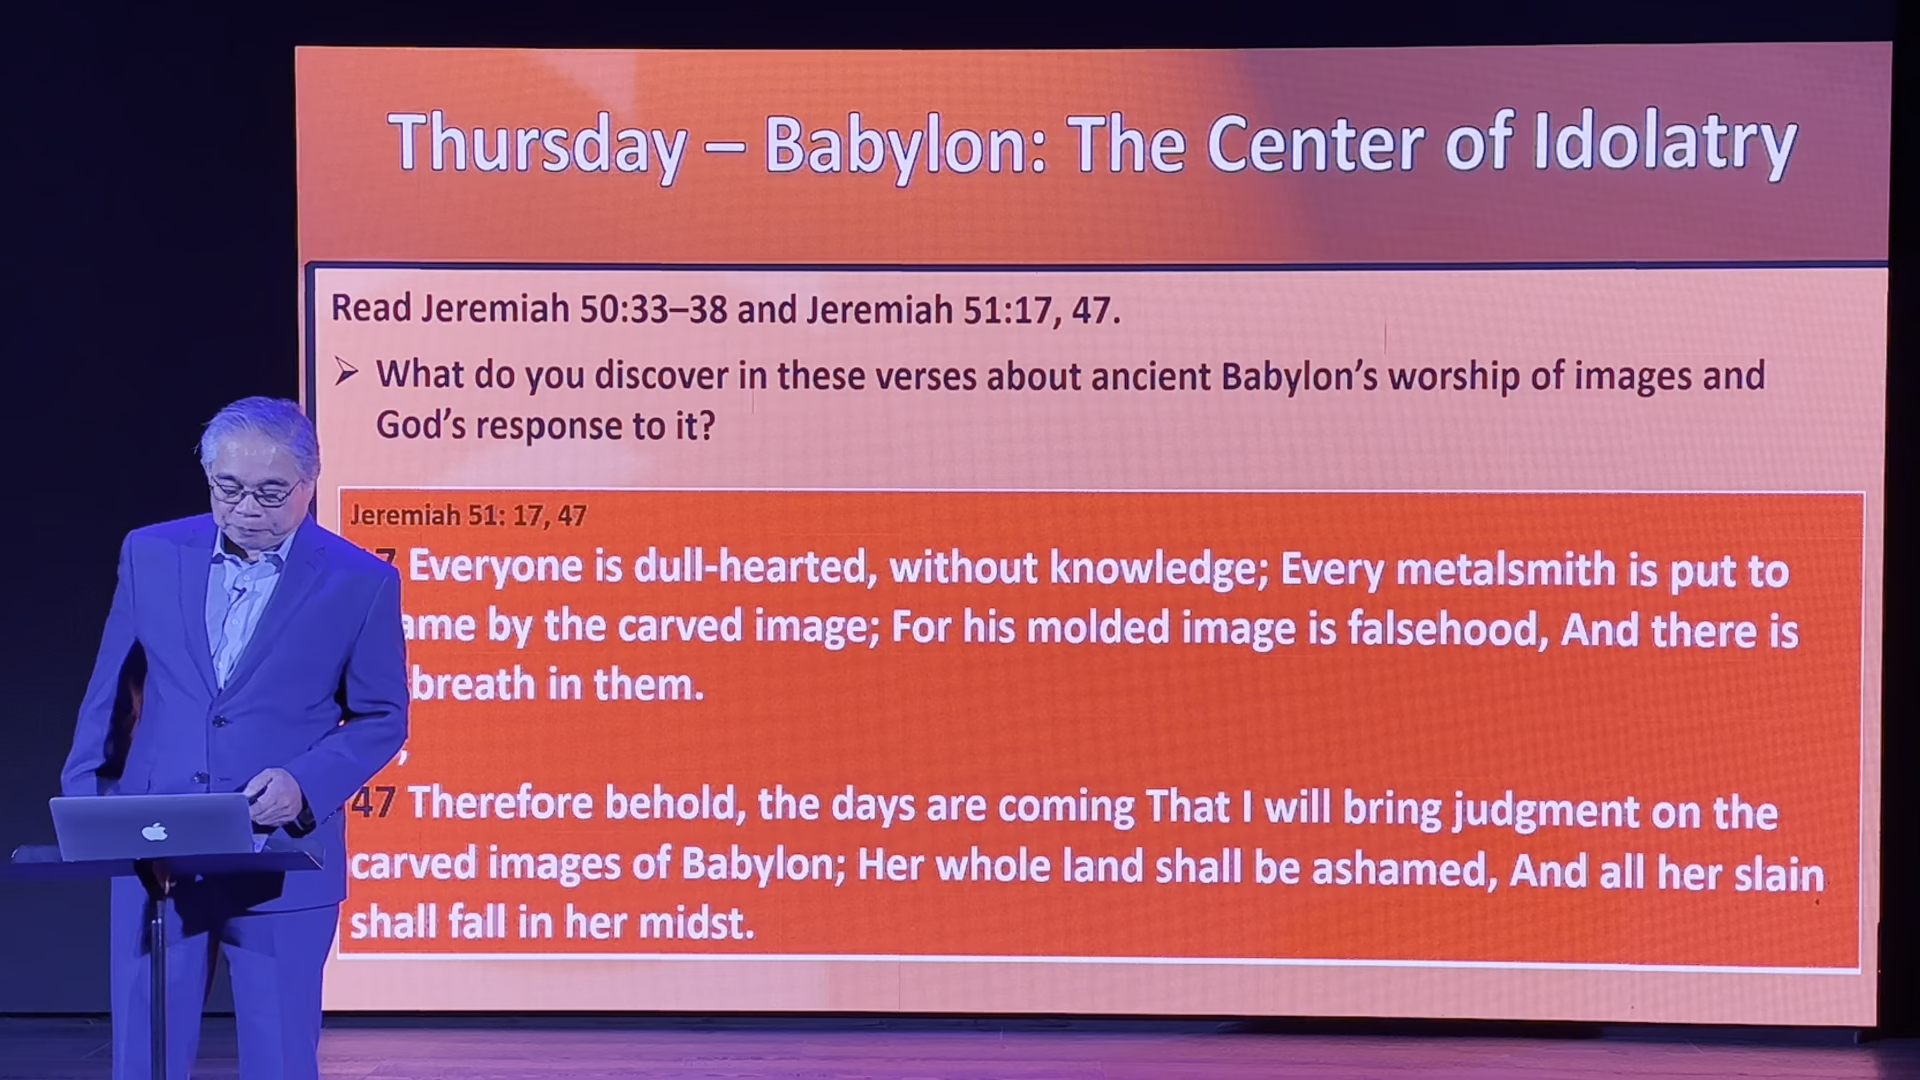 Thursday – Babylon: The Center of Idolatry
Read Jeremiah 50:33–38 and Jeremiah 51:17, 47.
➢ What do you discover in these verses about ancient Babylon’s worship of images and
God’s response to it?
Jeremiah 51: 17, 47
7 Everyone is dull-hearted, without knowledge; Every metalsmith is put to
ame by the carved image; For his molded image is falsehood, And there is
breath in them.
,
47 Therefore behold, the days are coming That I will bring judgment on the
carved images of Babylon; Her whole land shall be ashamed, And all her slain
shall fall in her midst.